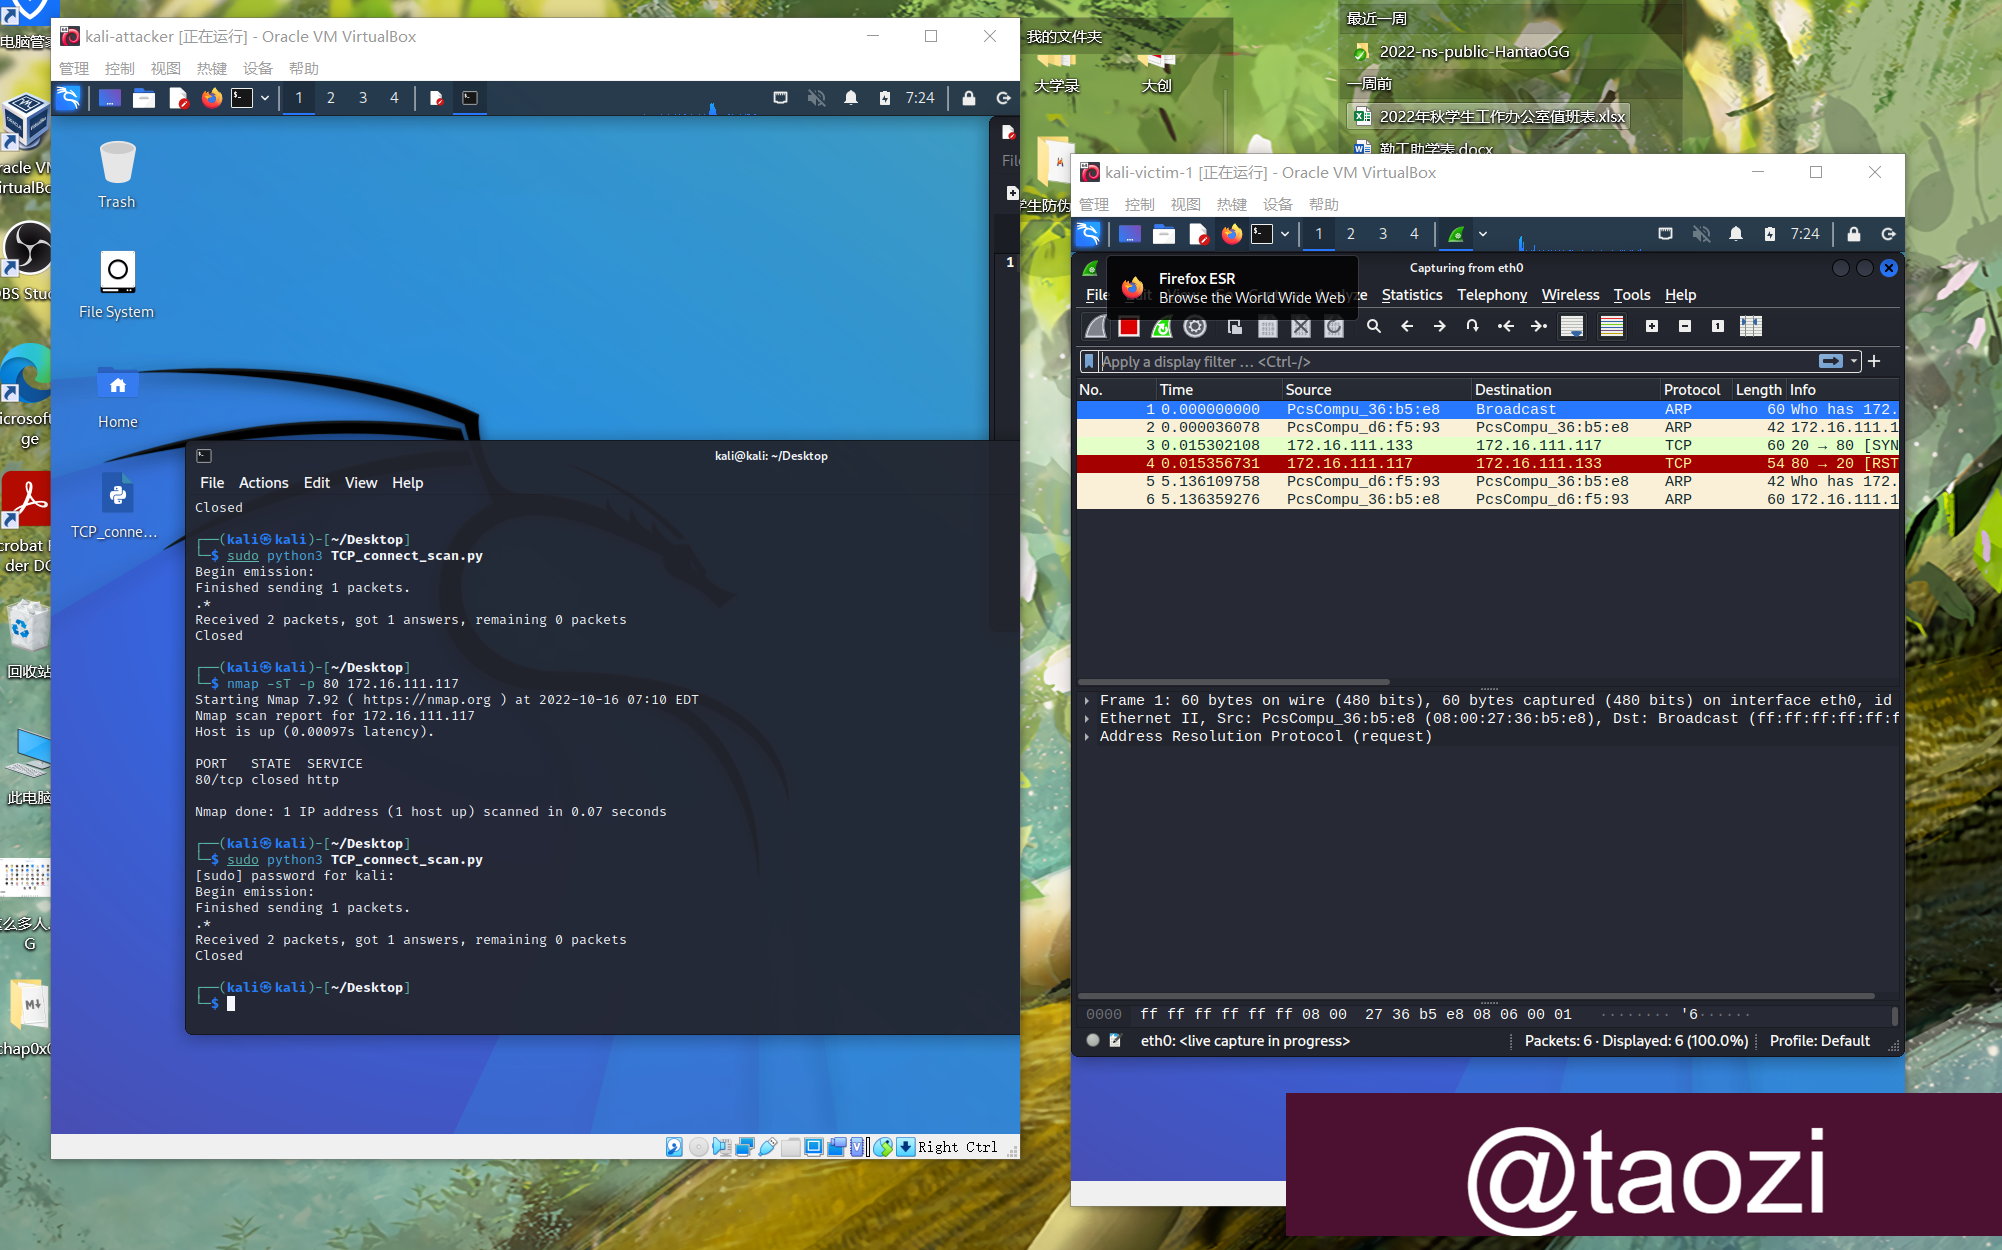 电脑管家
Oracle VM
VirtualBox
OBS Stud
Microsoft
Edge
Acrobat
der DC
回收站
此电脑
这么多人...
G
chap0x0
kali-attacker [正在运行] - Oracle VM VirtualBox
管理 控制 视图 热键 设备 帮助
1 2 3 4 7:24
Trash
File System
Home
TCP_conne...
File
1
kali@kali: ~/Desktop
File Actions Edit View Help
Closed
┌──(kali㉿kali)-[~/Desktop]
└─$ sudo python3 TCP_connect_scan.py
Begin emission:
Finished sending 1 packets.
.*
Received 2 packets, got 1 answers, remaining 0 packets
Closed
┌──(kali㉿kali)-[~/Desktop]
└─$ nmap -sT -p 80 172.16.111.117
Starting Nmap 7.92 ( https://nmap.org ) at 2022-10-16 07:10 EDT
Nmap scan report for 172.16.111.117
Host is up (0.00097s latency).
PORT   STATE  SERVICE
80/tcp closed http
Nmap done: 1 IP address (1 host up) scanned in 0.07 seconds
┌──(kali㉿kali)-[~/Desktop]
└─$ sudo python3 TCP_connect_scan.py
[sudo] password for kali:
Begin emission:
Finished sending 1 packets.
.*
Received 2 packets, got 1 answers, remaining 0 packets
Closed
┌──(kali㉿kali)-[~/Desktop]
└─$
Right Ctrl
我的文件夹
大学录
大创
学生防伪
最近一周
2022-ns-public-HantaoGG
一周前
2022年秋学生工作办公室值班表.xlsx
勤工助学表.docx
kali-victim-1 [正在运行] - Oracle VM VirtualBox
管理 控制 视图 热键 设备 帮助
1 2 3 4 7:24
Capturing from eth0
Firefox ESR
Browse the World Wide Web
File Edit View Analyze Statistics Telephony Wireless Tools Help
Apply a display filter … <Ctrl-/>
No. Time Source Destination Protocol Length Info
1 0.000000000 PcsCompu_36:b5:e8 Broadcast ARP 60 Who has 172.
2 0.000036078 PcsCompu_d6:f5:93 PcsCompu_36:b5:e8 ARP 42 172.16.111.1
3 0.015302108 172.16.111.133 172.16.111.117 TCP 60 20 → 80 [SYN
4 0.015356731 172.16.111.117 172.16.111.133 TCP 54 80 → 20 [RST
5 5.136109758 PcsCompu_d6:f5:93 PcsCompu_36:b5:e8 ARP 42 Who has 172.
6 5.136359276 PcsCompu_36:b5:e8 PcsCompu_d6:f5:93 ARP 60 172.16.111.1
Frame 1: 60 bytes on wire (480 bits), 60 bytes captured (480 bits) on interface eth0, id
Ethernet II, Src: PcsCompu_36:b5:e8 (08:00:27:36:b5:e8), Dst: Broadcast (ff:ff:ff:ff:ff:f
Address Resolution Protocol (request)
0000 ff ff ff ff ff ff 08 00 27 36 b5 e8 08 06 00 01 ········ '6······
eth0: <live capture in progress>
Packets: 6 · Displayed: 6 (100.0%)
Profile: Default
@taozi